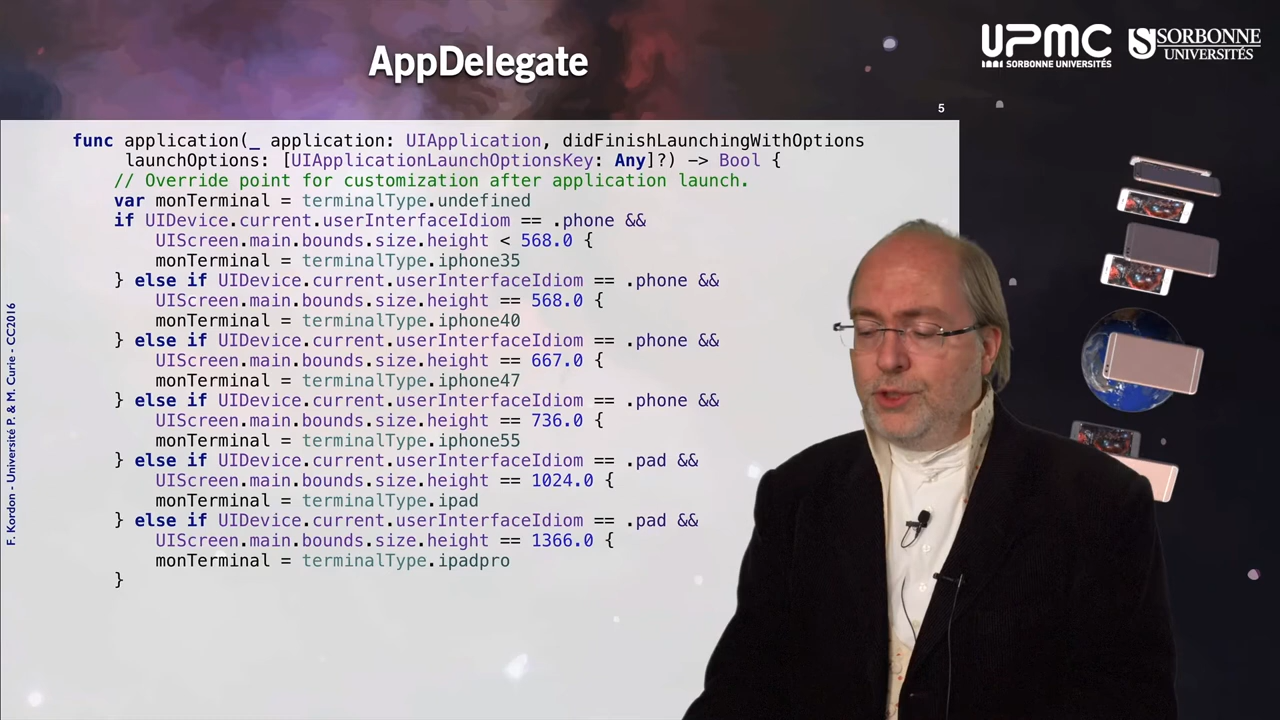 AppDelegate
UPMC
SORBONNE UNIVERSITÉS
SORBONNE
UNIVERSITÉS
5
func application(_ application: UIApplication, didFinishLaunchingWithOptions
launchOptions: [UIApplicationLaunchOptionsKey: Any]?) -> Bool {
// Override point for customization after application launch.
var monTerminal = terminalType.undefined
if UIDevice.current.userInterfaceIdiom == .phone &&
UIScreen.main.bounds.size.height < 568.0 {
monTerminal = terminalType.iphone35
} else if UIDevice.current.userInterfaceIdiom == .phone &&
UIScreen.main.bounds.size.height == 568.0 {
monTerminal = terminalType.iphone40
} else if UIDevice.current.userInterfaceIdiom == .phone &&
UIScreen.main.bounds.size.height == 667.0 {
monTerminal = terminalType.iphone47
} else if UIDevice.current.userInterfaceIdiom == .phone &&
UIScreen.main.bounds.size.height == 736.0 {
monTerminal = terminalType.iphone55
} else if UIDevice.current.userInterfaceIdiom == .pad &&
UIScreen.main.bounds.size.height == 1024.0 {
monTerminal = terminalType.ipad
} else if UIDevice.current.userInterfaceIdiom == .pad &&
UIScreen.main.bounds.size.height == 1366.0 {
monTerminal = terminalType.ipadpro
}
F. Kordon - Université P. & M. Curie - CC2016